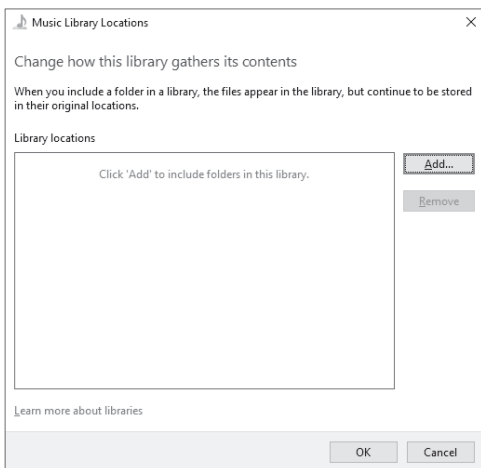 Music Library Locations
Change how this library gathers its contents
When you include a folder in a library, the files appear in the library, but continue to be stored
in their original locations.
Library locations
Click 'Add' to include folders in this library.
Add...
Remove
Learn more about libraries
OK
Cancel